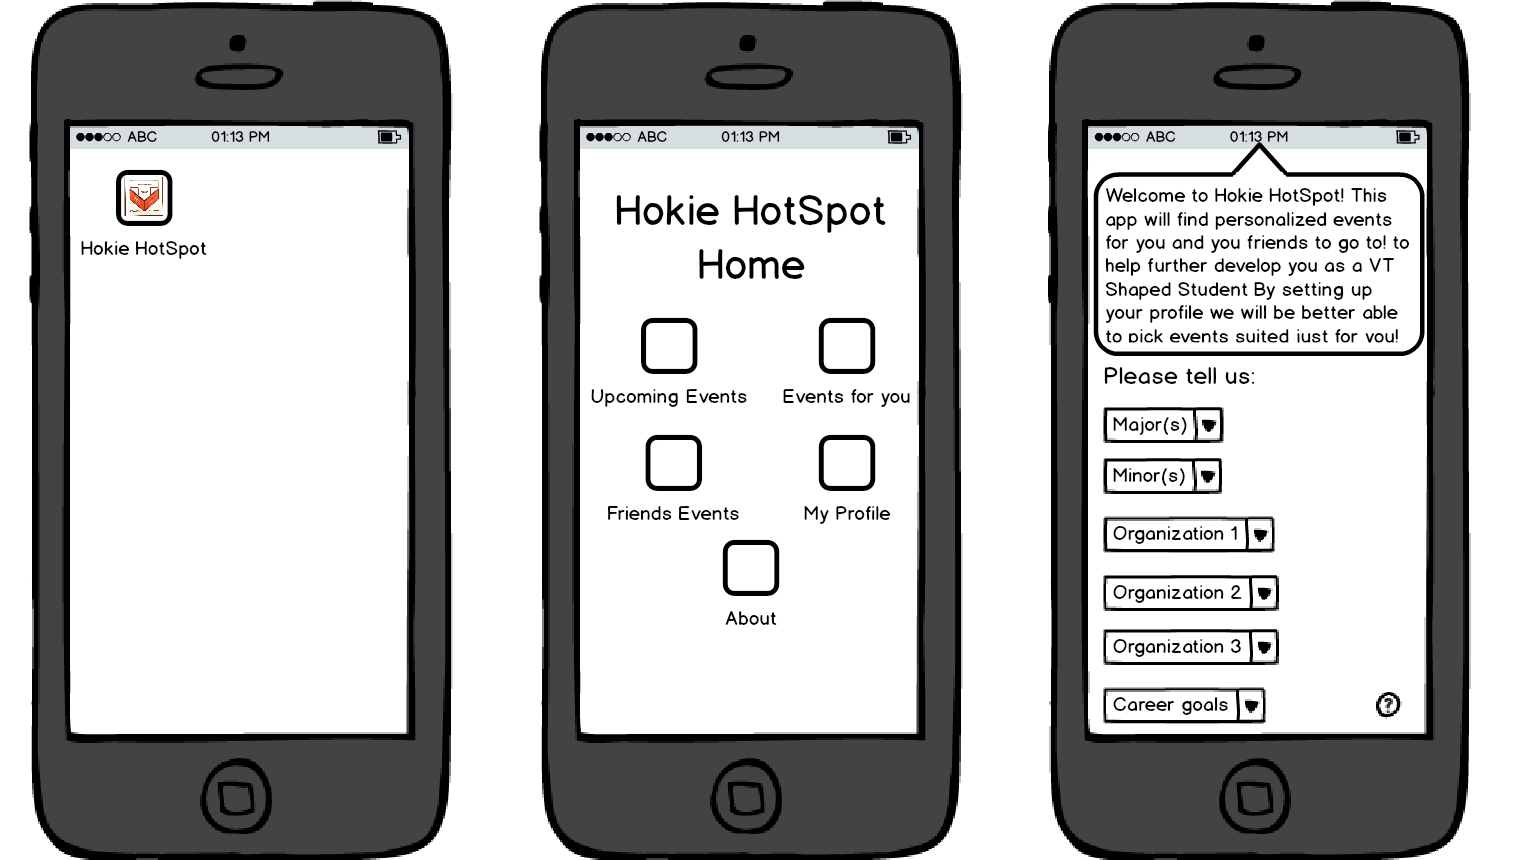 ABC 01:13 PM
Hokie HotSpot
ABC 01:13 PM
Hokie HotSpot
Home
Upcoming Events
Events for you
Friends Events
My Profile
About
ABC 01:13 PM
Welcome to Hokie HotSpot! This
app will find personalized events
for you and you friends to go to! to
help further develop you as a VT
Shaped Student By setting up
your profile we will be better able
to pick events suited just for you!
Please tell us:
Major(s)
Minor(s)
Organization 1
Organization 2
Organization 3
Career goals
?